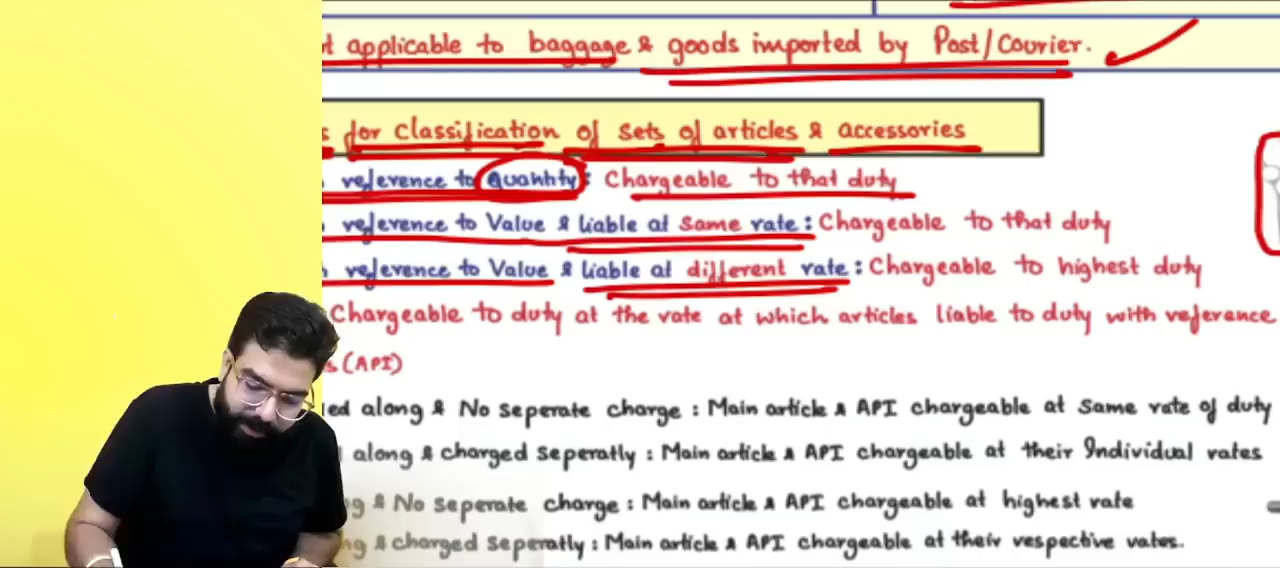 applicable to baggage & goods imported by Post/Courier.
for classification of sets of articles & accessories
reference to quantity: Chargeable to that duty
reference to Value & liable at same rate: Chargeable to that duty
reference to Value & liable at different rate: Chargeable to highest duty
Chargeable to duty at the rate at which articles liable to duty with reference
(API)
along & No seperate charge: Main article & API chargeable at same rate of duty
along & charged seperatly: Main article & API chargeable at their Individual rates
& No seperate charge: Main article & API chargeable at highest rate
& charged seperatly: Main article & API chargeable at their respective rates.